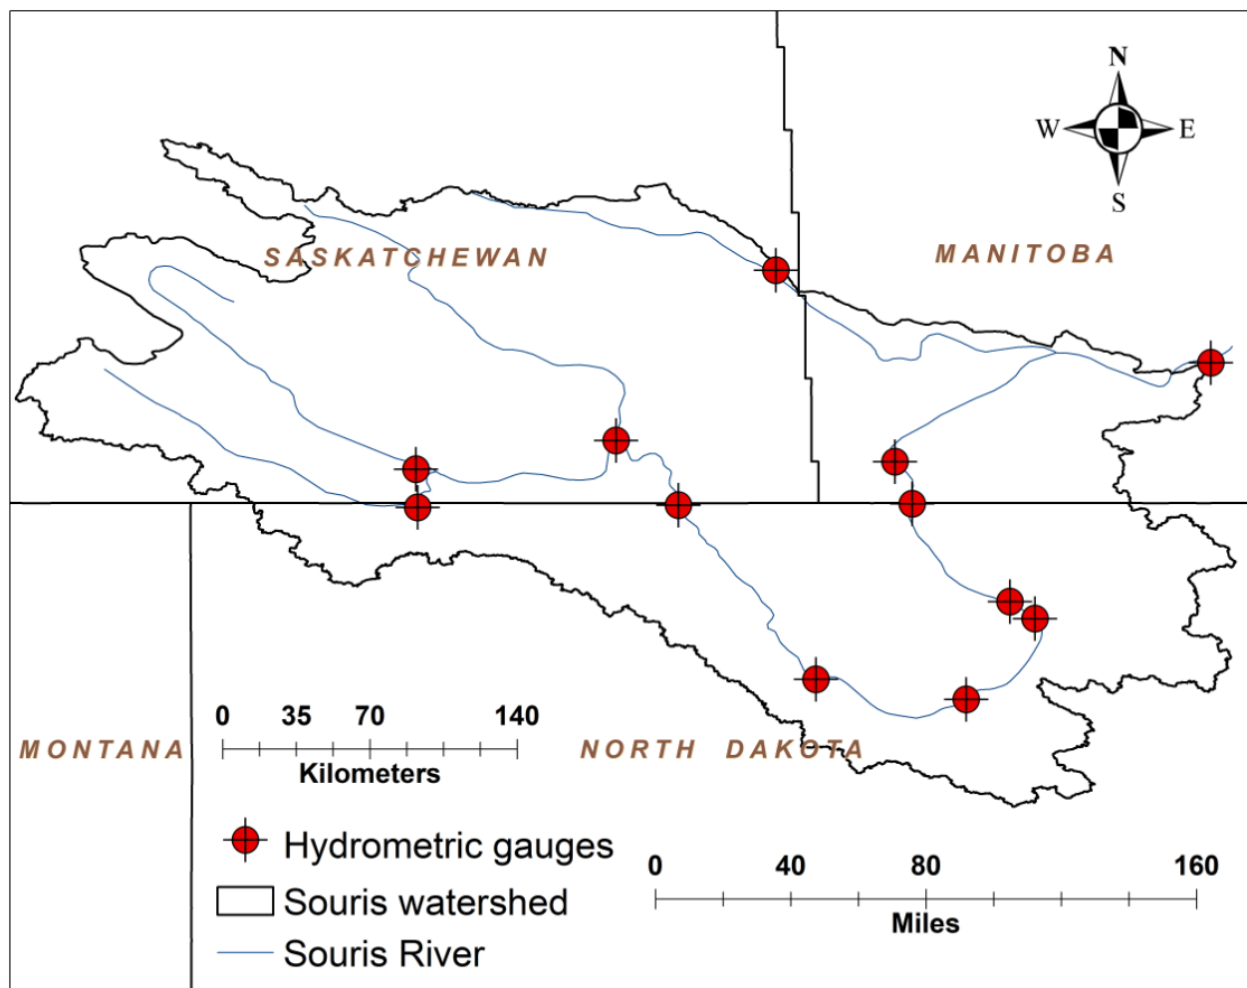 N
W E
S
SASKATCHEWAN
MANITOBA
0 35 70 140
Kilometers
MONTANA
NORTH DAKOTA
Hydrometric gauges
Souris watershed
Souris River
0 40 80 160
Miles